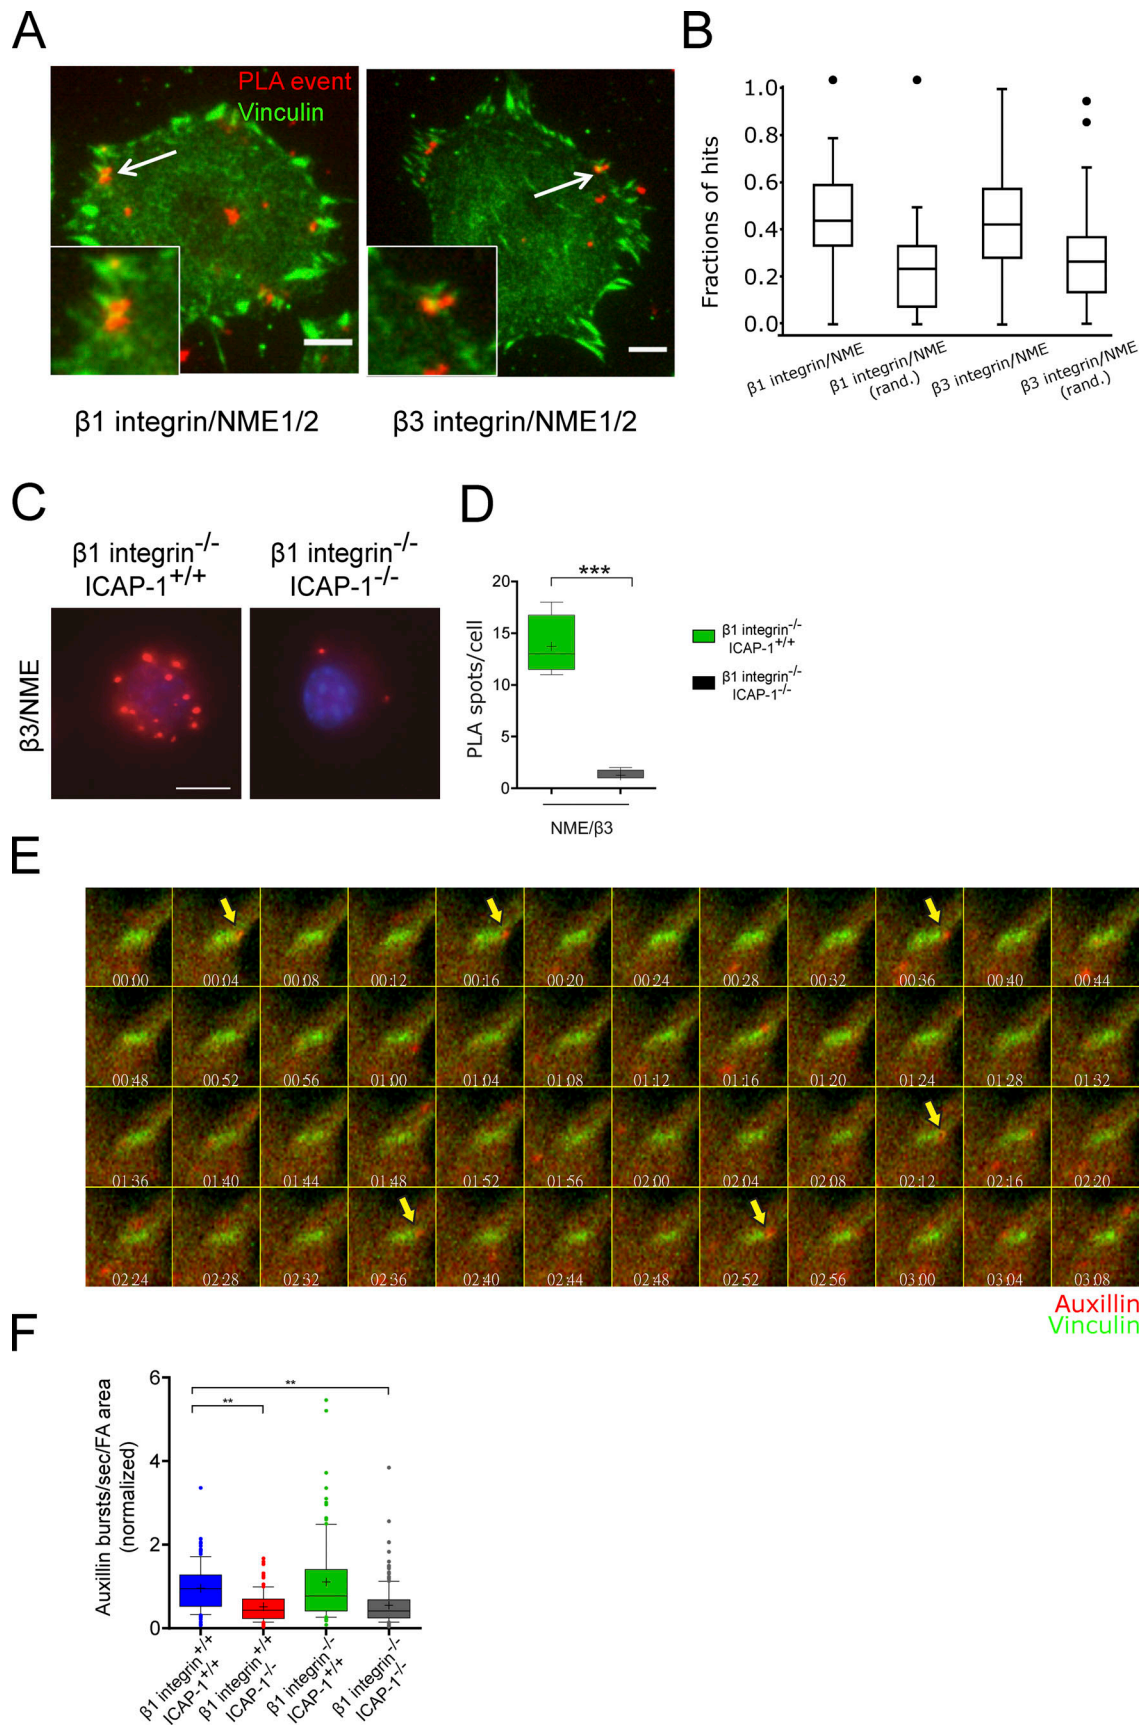 A
PLA event
Vinculin
β1 integrin/NME1/2
β3 integrin/NME1/2
B
Fractions of hits
1.0
0.8
0.6
0.4
0.2
0.0
β1 integrin/NME
β1 integrin/NME
(rand.)
β3 integrin/NME
β3 integrin/NME
(rand.)
C
β1 integrin-/-
ICAP-1+/+
β1 integrin-/-
ICAP-1-/-
β3/NME
D
PLA spots/cell
20
15
10
5
0
***
NME/β3
β1 integrin-/-
ICAP-1+/+
β1 integrin-/-
ICAP-1-/-
E
00:00 00:04 00:08 00:12 00:16 00:20 00:24 00:28 00:32 00:36 00:40 00:44
00:48 00:52 00:56 01:00 01:04 01:08 01:12 01:16 01:20 01:24 01:28 01:32
01:36 01:40 01:44 01:48 01:52 01:56 02:00 02:04 02:08 02:12 02:16 02:20
02:24 02:28 02:32 02:36 02:40 02:44 02:48 02:52 02:56 03:00 03:04 03:08
Auxillin
Vinculin
F
Auxillin bursts/sec/FA area
(normalized)
6
4
2
0
**
**
β1 integrin+/+
ICAP-1+/+
β1 integrin+/+
ICAP-1-/-
β1 integrin-/-
ICAP-1+/+
β1 integrin-/-
ICAP-1-/-